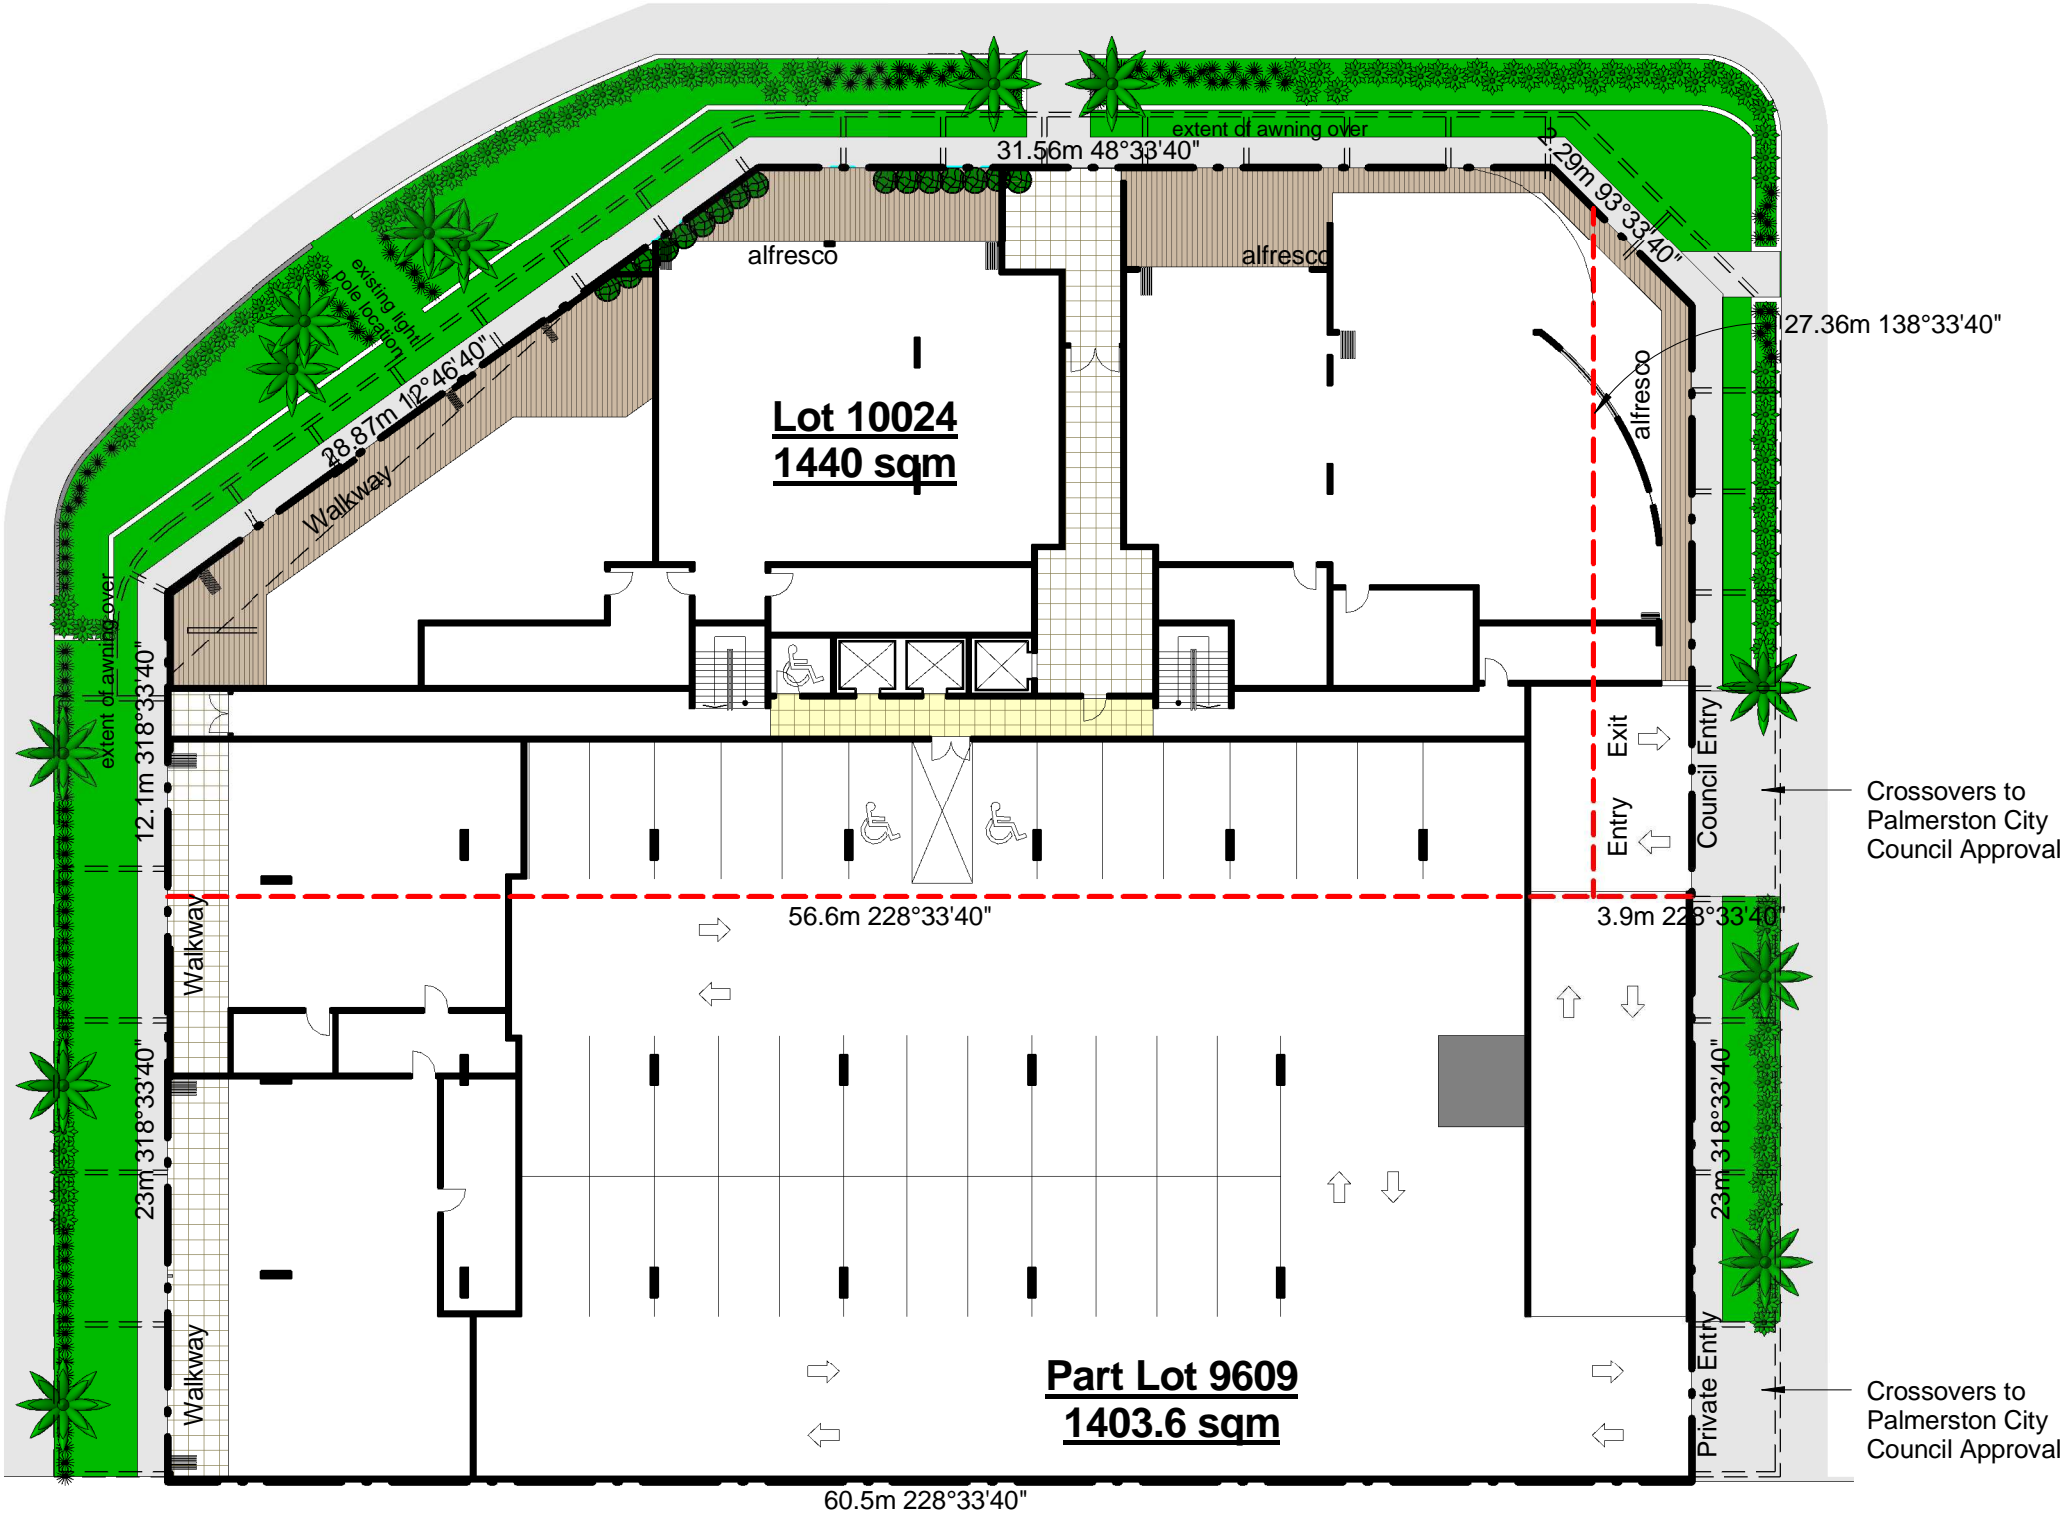 extent of awning over
31.56m 48°33'40"
2.29m 93°33'40"
alfresco
alfresco
existing light
pole location
27.36m 138°33'40"
alfresco
28.87m 12°46'40"
Walkway
Lot 10024
1440 sqm
extent of awning over
12.1m 318°33'40"
Exit
Entry
Council Entry
Crossovers to
Palmerston City
Council Approval
56.6m 228°33'40"
3.9m 228°33'40"
Walkway
23m 318°33'40"
23m 318°33'40"
Walkway
Part Lot 9609
1403.6 sqm
Private Entry
Crossovers to
Palmerston City
Council Approval
60.5m 228°33'40"